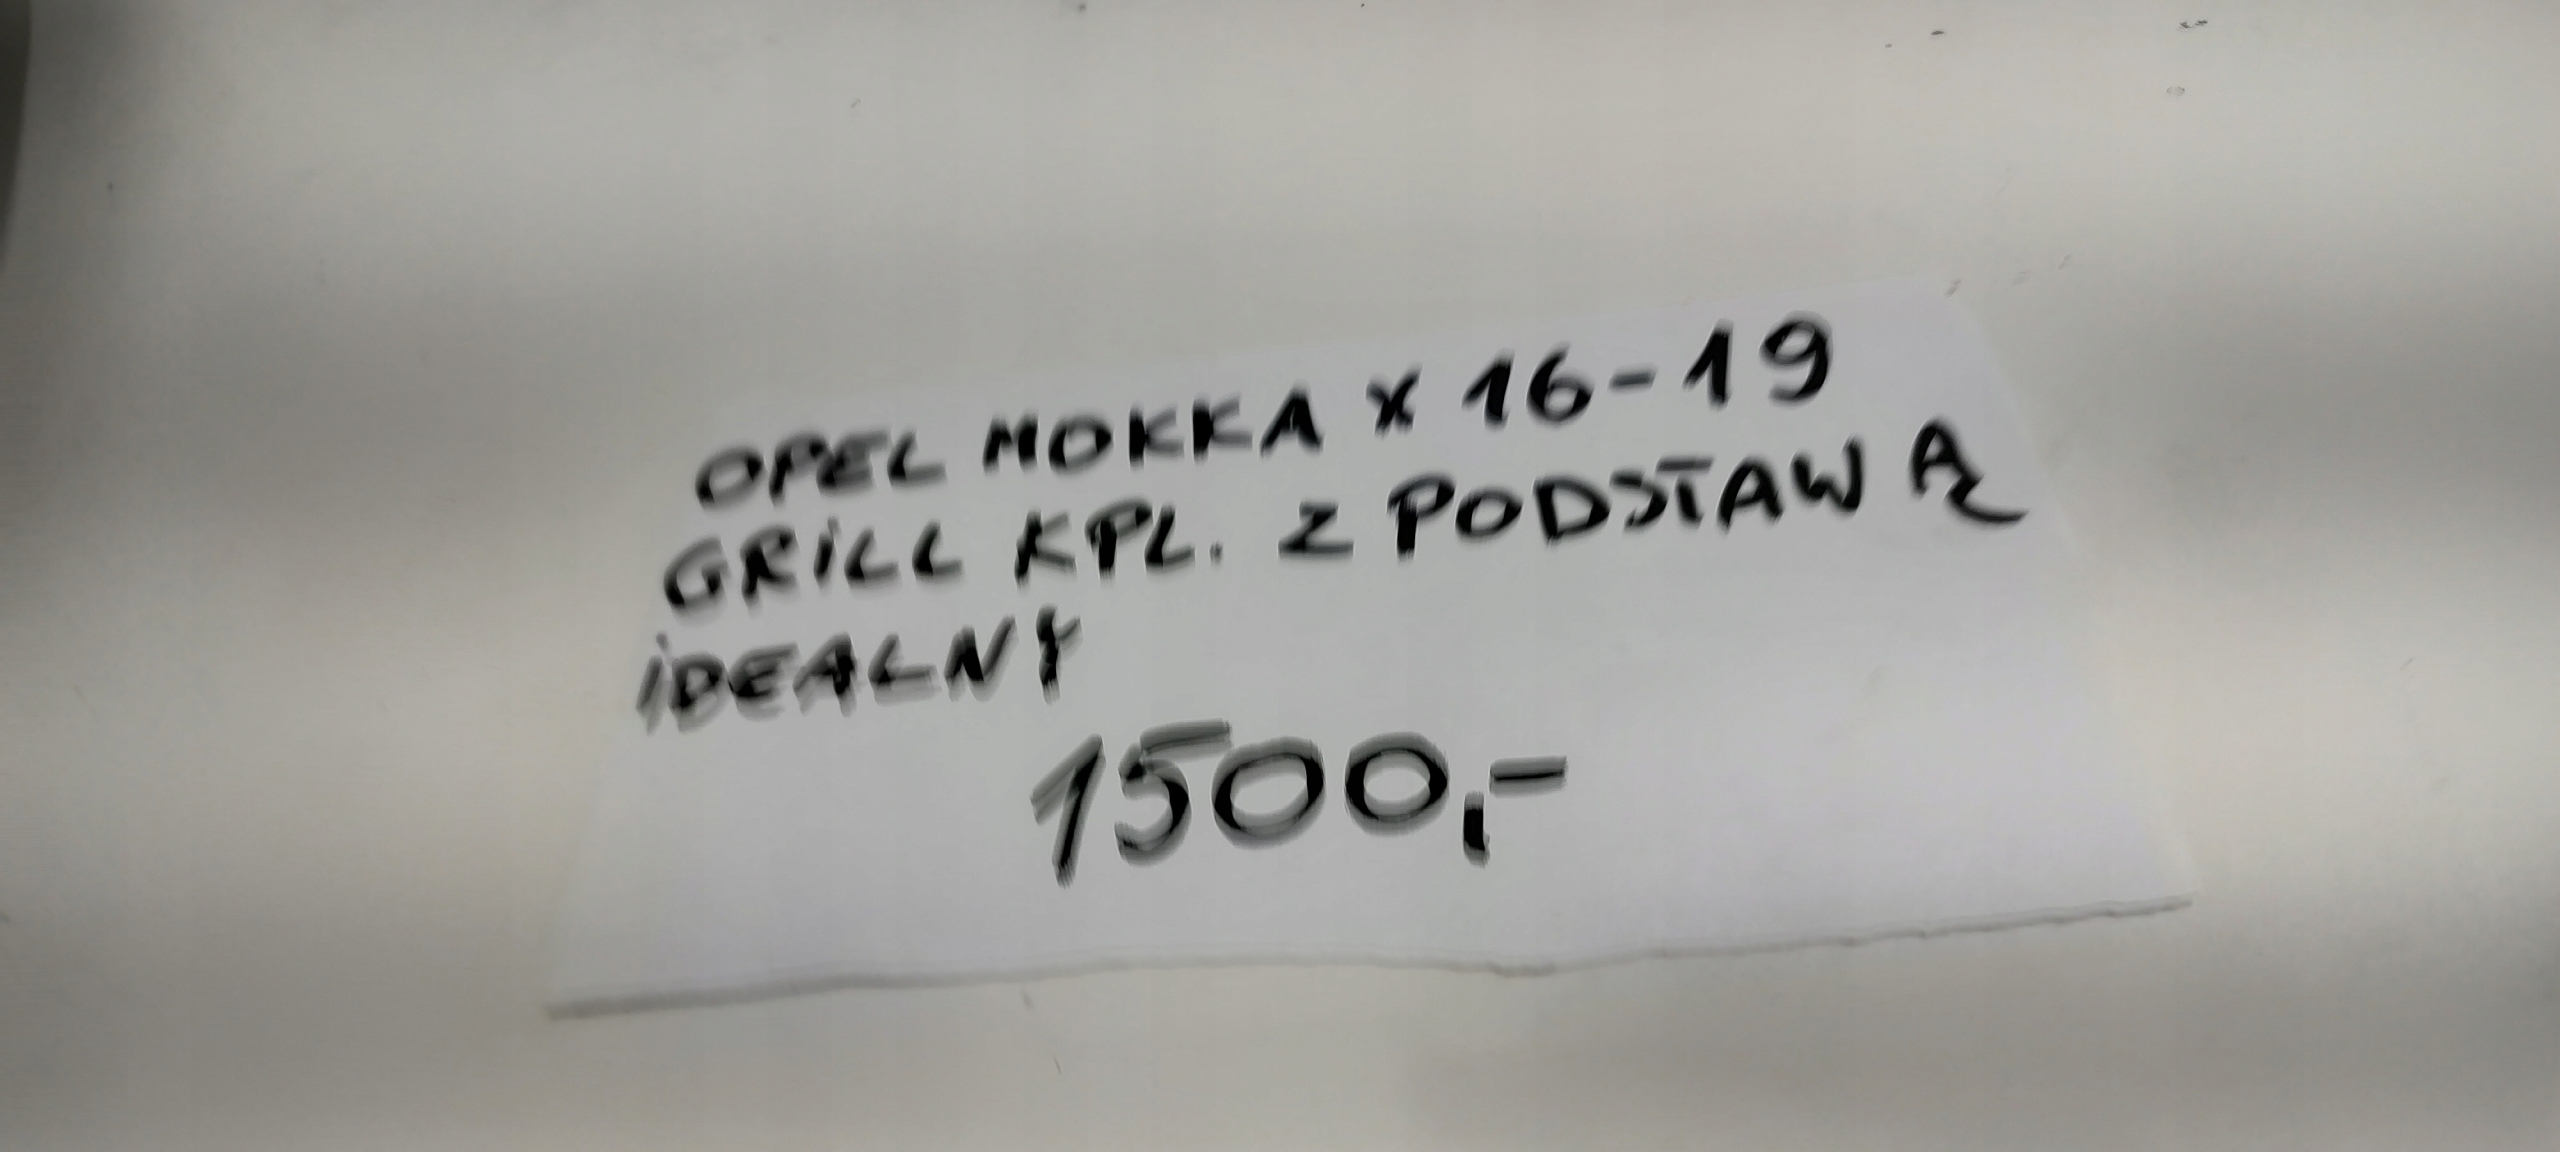 OPEL MOKKA X 16-19
GRiLL KPL. Z PODSTAWĄ
iDEALNY
1500,-